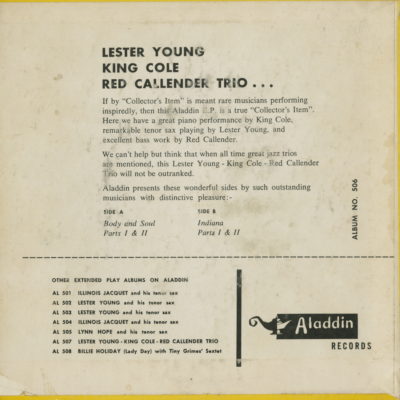 LESTER YOUNG
KING COLE
RED CALLENDER TRIO . . .
If by "Collector's Item" is meant rare musicians performing
inspiredly, then this Aladdin E.P. is a true "Collector's Item".
Here we have a great piano performance by King Cole,
remarkable tenor sax playing by Lester Young, and
excellent bass work by Red Callender.
We can't help but think that when all time great jazz trios
are mentioned, this Lester Young - King Cole - Red Callender
Trio will not be outranked.
Aladdin presents these wonderful sides by such outstanding
musicians with distinctive pleasure:-
SIDE A
Body and Soul
Parts I & II
SIDE B
Indiana
Parts I & II
ALBUM NO. 506
OTHER EXTENDED PLAY ALBUMS ON ALADDIN
AL 501 ILLINOIS JACQUET and his tenor sax
AL 502 LESTER YOUNG and his tenor sax
AL 503 LESTER YOUNG and his tenor sax
AL 504 ILLINOIS JACQUET and his tenor sax
AL 505 LYNN HOPE and his tenor sax
AL 507 LESTER YOUNG - KING COLE - RED CALLENDER TRIO
AL 508 BILLIE HOLIDAY (Lady Day) with Tiny Grimes' Sextet
Aladdin
RECORDS